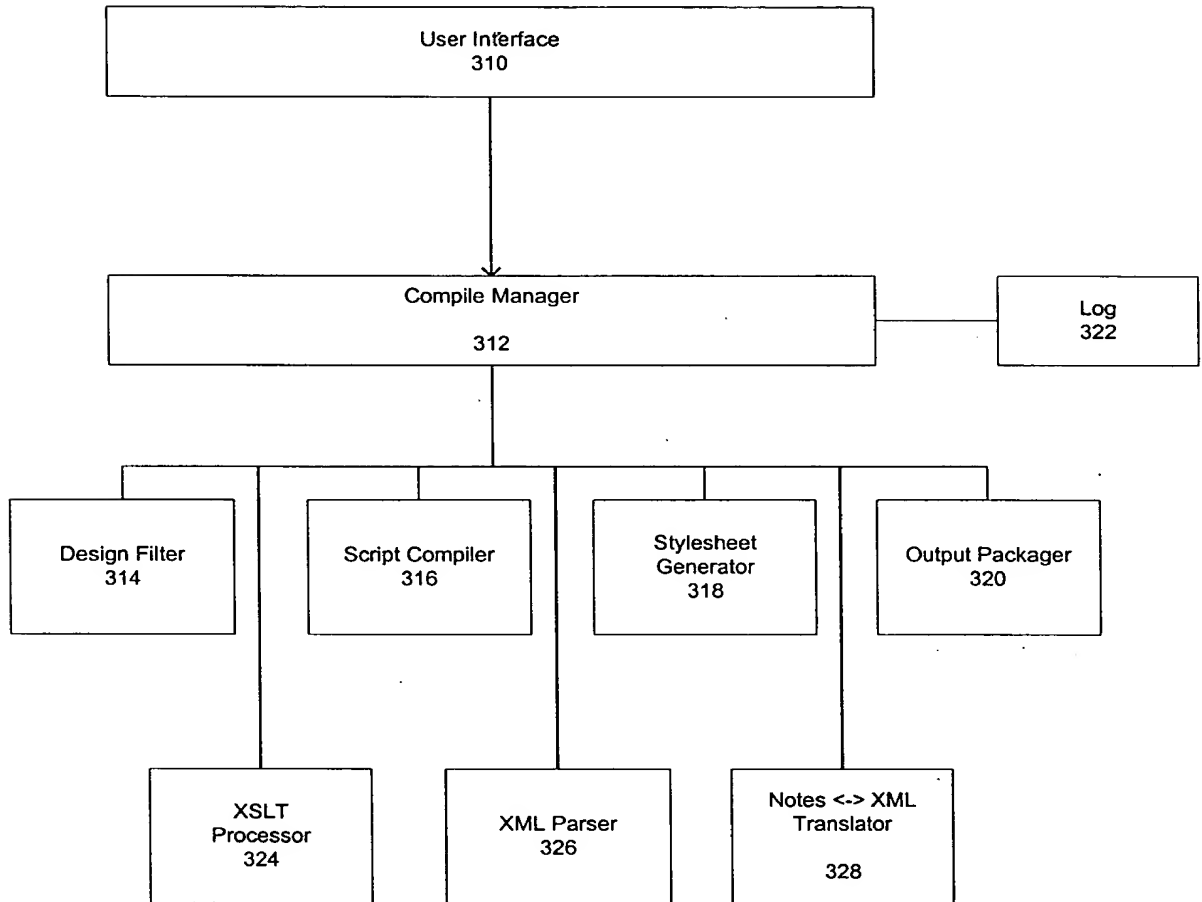 User Interface
310
Compile Manager
312
Log
322
Design Filter
314
Script Compiler
316
Stylesheet
Generator
318
Output Packager
320
XSLT
Processor
324
XML Parser
326
Notes <-> XML
Translator
328